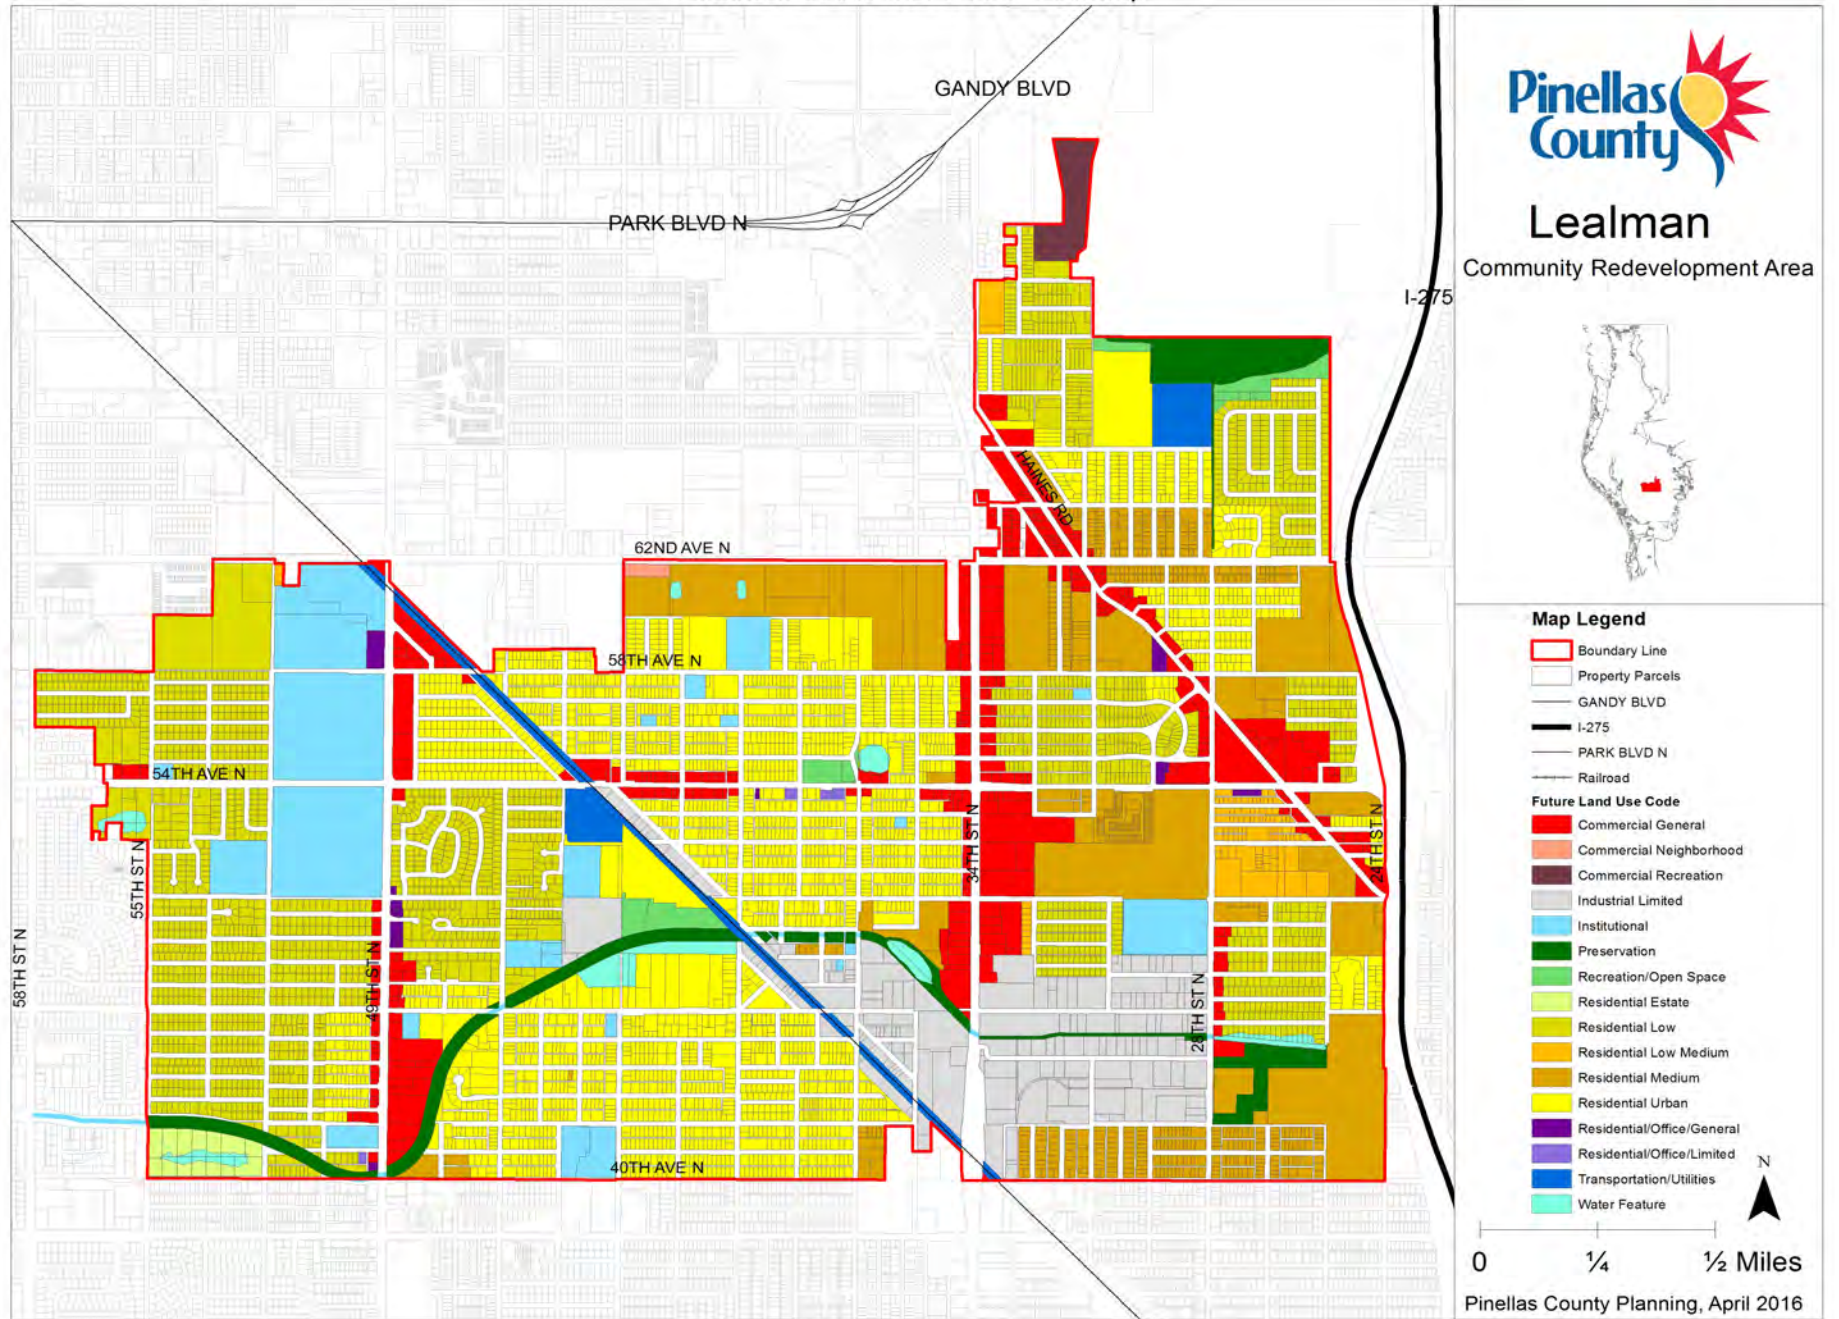 GANDY BLVD
PARK BLVD N
I-275
HAINES RD
62ND AVE N
58TH AVE N
54TH AVE N
34TH ST N
24TH ST N
55TH ST N
58TH ST N
49TH ST N
28TH ST N
40TH AVE N
Pinellas
County
Lealman
Community Redevelopment Area
Map Legend
Boundary Line
Property Parcels
GANDY BLVD
I-275
PARK BLVD N
Railroad
Future Land Use Code
Commercial General
Commercial Neighborhood
Commercial Recreation
Industrial Limited
Institutional
Preservation
Recreation/Open Space
Residential Estate
Residential Low
Residential Low Medium
Residential Medium
Residential Urban
Residential/Office/General
Residential/Office/Limited
Transportation/Utilities
Water Feature
N
0 ¼ ½ Miles
Pinellas County Planning, April 2016